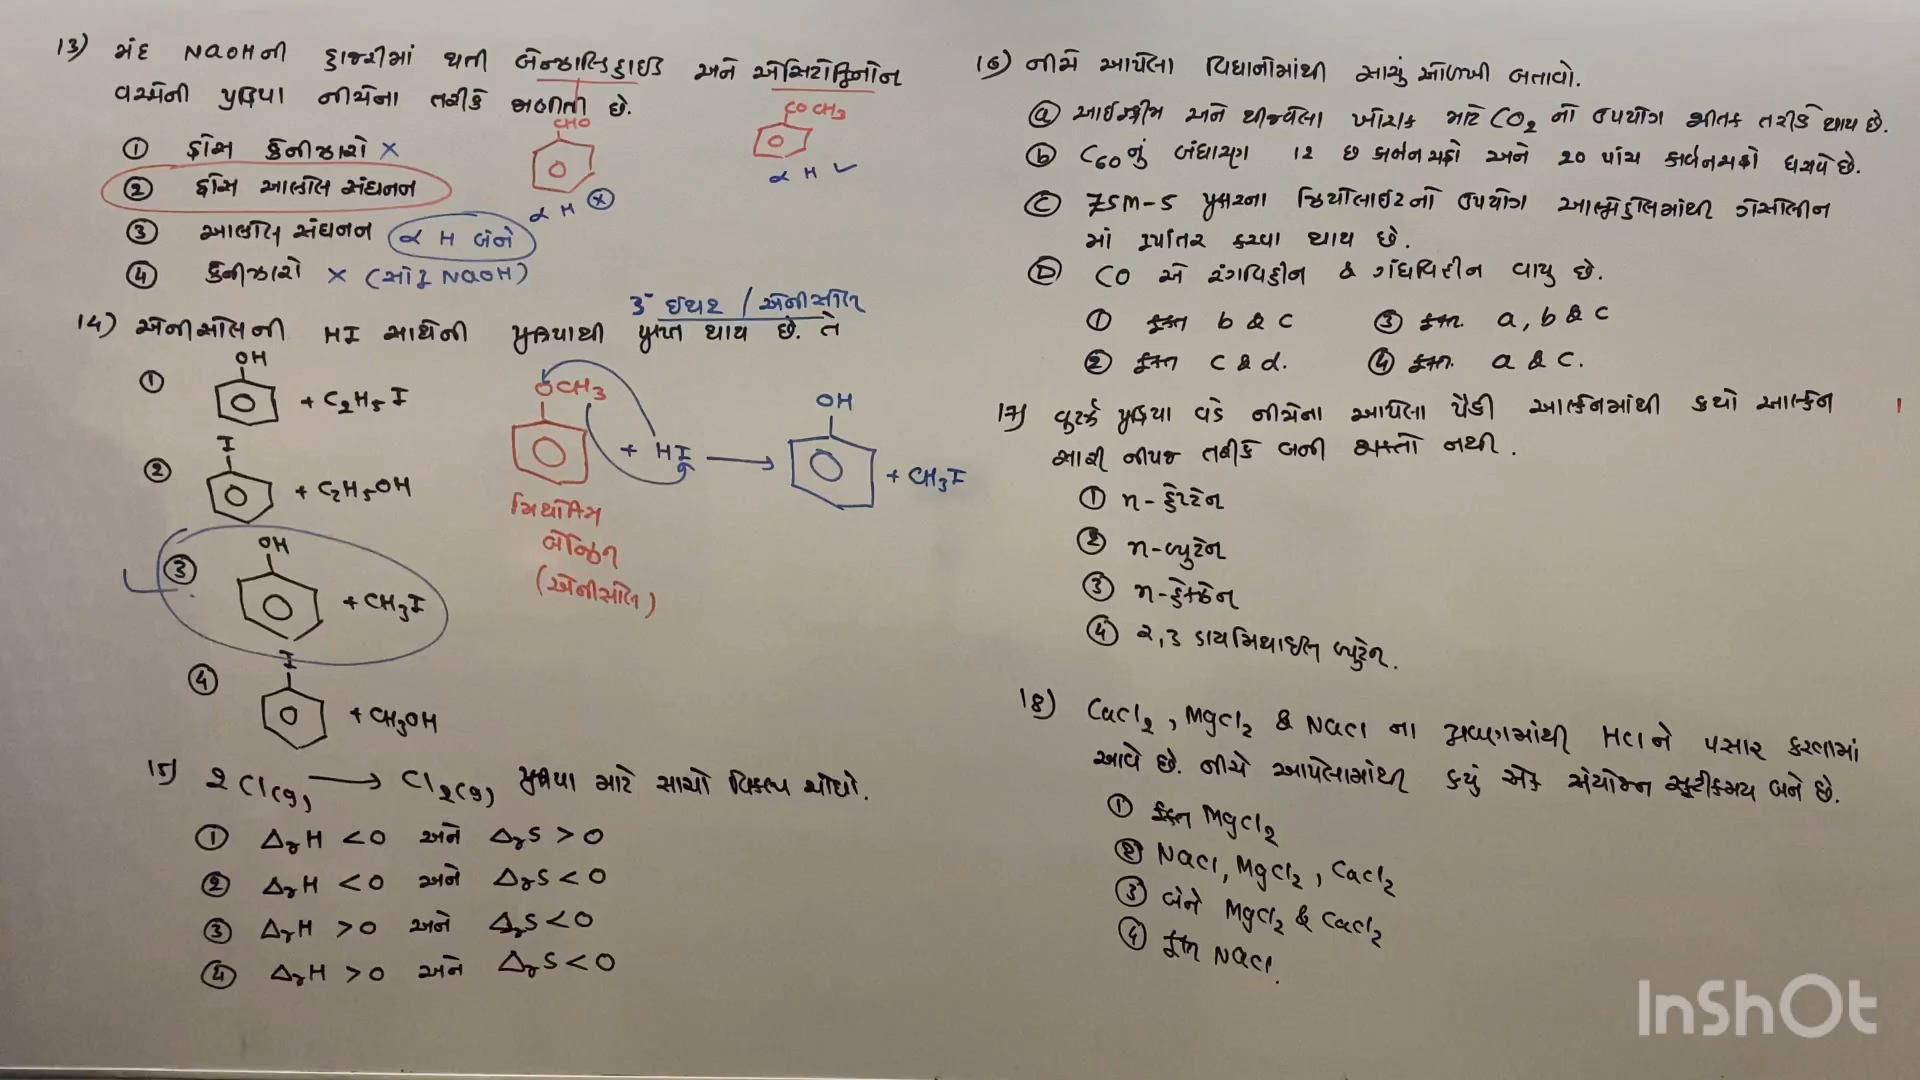 13) મંદ NaOH ની હાજરીમાં થતી બેન્ઝાલ્ડિહાઇડ અને એસિટોફિનોન
વચ્ચેની પ્રક્રિયા નીચેના તરીકે જાણીતી છે.
CHO
COCH3
① ક્રોસ કેનીઝારો ×
α H ✓
② ક્રોસ આલ્ડોલ સંઘનન
α H ⓧ
③ આલ્ડોલ સંઘનન α H બંને
④ કેનીઝારો × (સાંદ્ર NaOH)
3° ઇથર / એનીસોલ
14) એનીસોલની HI સાથેની પ્રક્રિયાથી પ્રાપ્ત થાય છે. તે
① OH + C2H5I
② I + C2H5OH
OCH3 + HI → OH + CH3I
મિથોક્સિ
બેન્ઝિન
(એનીસોલ)
③ OH + CH3I
④ I + CH3OH
15) 2Cl(g) → Cl2(g) પ્રક્રિયા માટે સાચો વિકલ્પ શોધો.
① ΔrH < 0 અને ΔrS > 0
② ΔrH < 0 અને ΔrS < 0
③ ΔrH > 0 અને ΔrS < 0
④ ΔrH > 0 અને ΔrS < 0
16) નીચે આપેલા વિધાનોમાંથી સાચું ઓળખી બતાવો.
ⓐ આઇસ્ક્રીમ અને થીજવેલા ખોરાક માટે CO2 નો ઉપયોગ શીતક તરીકે થાય છે.
ⓑ C60 નું બંધારણ 12 છ કાર્બન ચક્રો અને 20 પાંચ કાર્બનચક્રો ધરાવે છે.
ⓒ ZSM-5 પ્રકારના ઝિયોલાઇટનો ઉપયોગ આલ્કોહોલમાંથી ગેસોલીન
માં રૂપાંતર કરવા થાય છે.
Ⓓ CO એ રંગવિહીન & ગંધવિહીન વાયુ છે.
① ફક્ત b & c ③ ફક્ત a, b & c
② ફક્ત c & d. ④ ફક્ત a & c.
17) વુર્ટઝ પ્રક્રિયા વડે નીચેના આપેલા પૈકી આલ્કેનમાંથી કયો આલ્કેન
સારી નીપજ તરીકે બની શકતો નથી.
① n-હેપ્ટેન
② n-બ્યુટેન
③ n-હેક્ઝેન
④ 2,3 ડાયમિથાઇલ બ્યુટેન.
18) CaCl2, MgCl2 & NaCl ના દ્રાવણમાંથી HCl ને પસાર કરવામાં
આવે છે. નીચે આપેલામાંથી કયું એક સંયોજન સ્ફટીકમય બને છે.
① ફક્ત MgCl2
② NaCl, MgCl2, CaCl2
③ બંને MgCl2 & CaCl2
④ ફક્ત NaCl.
InShOt